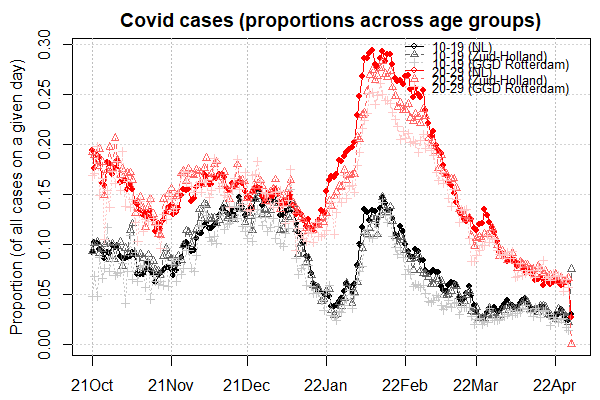 Covid cases (proportions across age groups)
Proportion (of all cases on a given day)
0.30
0.25
0.20
0.15
0.10
0.05
0.00
10-19 (NL)
10-19 (Zuid-Holland)
10-19 (GGD Rotterdam)
20-29 (NL)
20-29 (Zuid-Holland)
20-29 (GGD Rotterdam)
21Oct 21Nov 21Dec 22Jan 22Feb 22Mar 22Apr